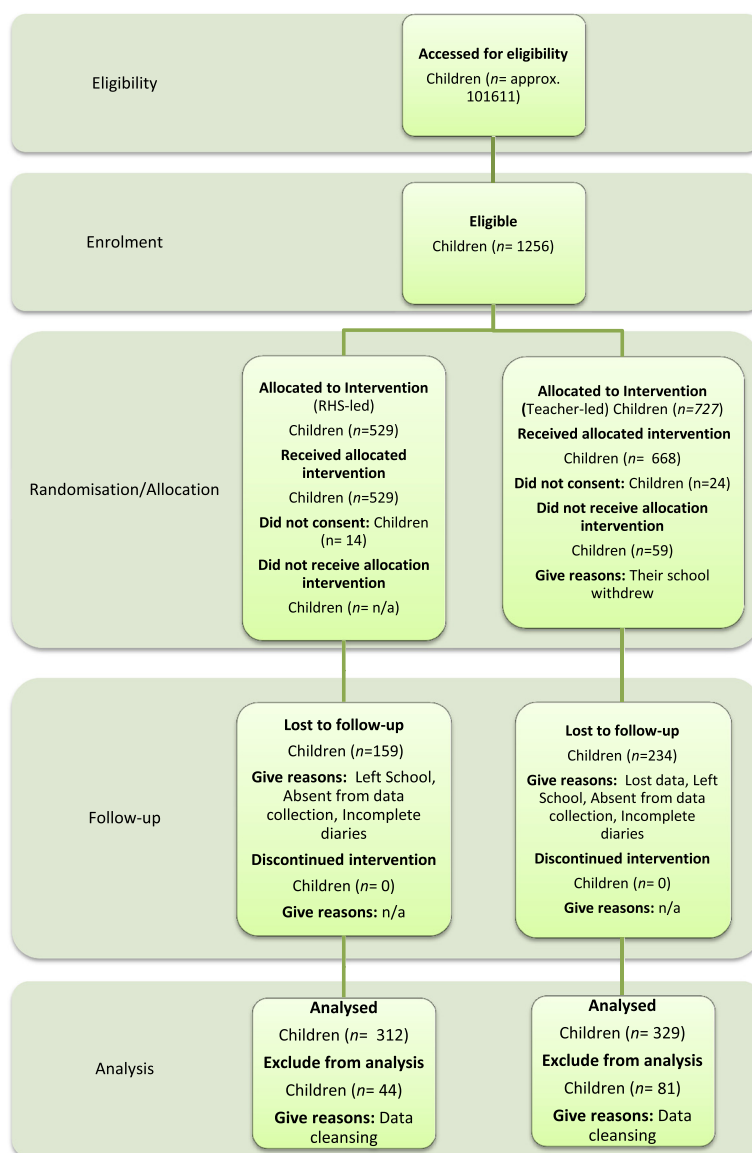 Eligibility
Accessed for eligibility
Children (n= approx.
101611)
Enrolment
Eligible
Children (n= 1256)
Randomisation/Allocation
Allocated to Intervention
(RHS-led)
Children (n=529)
Received allocated
intervention
Children (n=529)
Did not consent: Children
(n= 14)
Did not receive allocation
intervention
Children (n= n/a)
Allocated to Intervention
(Teacher-led) Children (n=727)
Received allocated intervention
Children (n= 668)
Did not consent: Children (n=24)
Did not receive allocation
intervention
Children (n=59)
Give reasons: Their school
withdrew
Follow-up
Lost to follow-up
Children (n=159)
Give reasons: Left School,
Absent from data
collection, Incomplete
diaries
Discontinued intervention
Children (n= 0)
Give reasons: n/a
Lost to follow-up
Children (n=234)
Give reasons: Lost data, Left
School, Absent from data
collection, Incomplete
diaries
Discontinued intervention
Children (n= 0)
Give reasons: n/a
Analysis
Analysed
Children (n= 312)
Exclude from analysis
Children (n= 44)
Give reasons: Data
cleansing
Analysed
Children (n= 329)
Exclude from analysis
Children (n= 81)
Give reasons: Data
cleansing